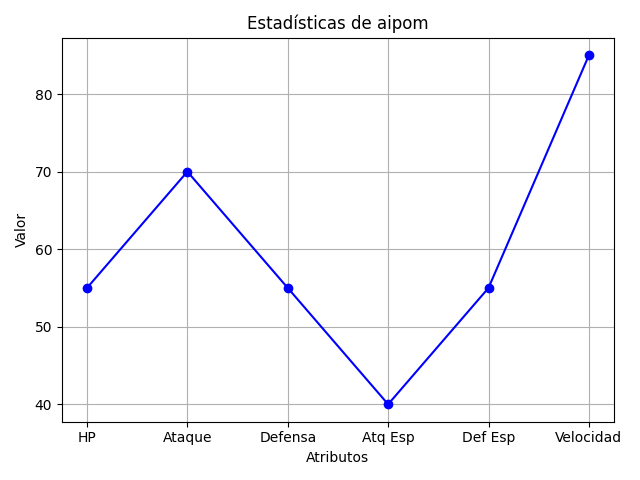 Estadísticas de aipom
Valor
80
70
60
50
40
HP Ataque Defensa Atq Esp Def Esp Velocidad
Atributos